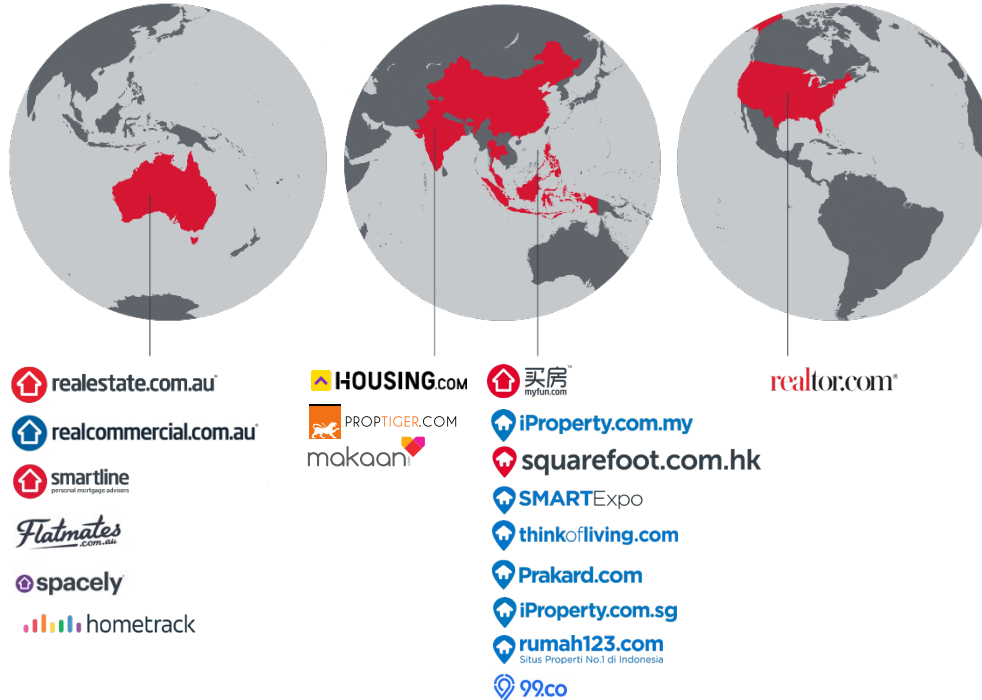 realestate.com.au®
realcommercial.com.au®
smartline
personal mortgage advisers
Flatmates
.com.au
spacely
hometrack
HOUSING.COM
PROPTIGER.COM
makaan
买房™
myfun.com
iProperty.com.my
squarefoot.com.hk
SMARTExpo
thinkofliving.com
Prakard.com
iProperty.com.sg
rumah123.com
Situs Properti No.1 di Indonesia
99.co
realtor.com®